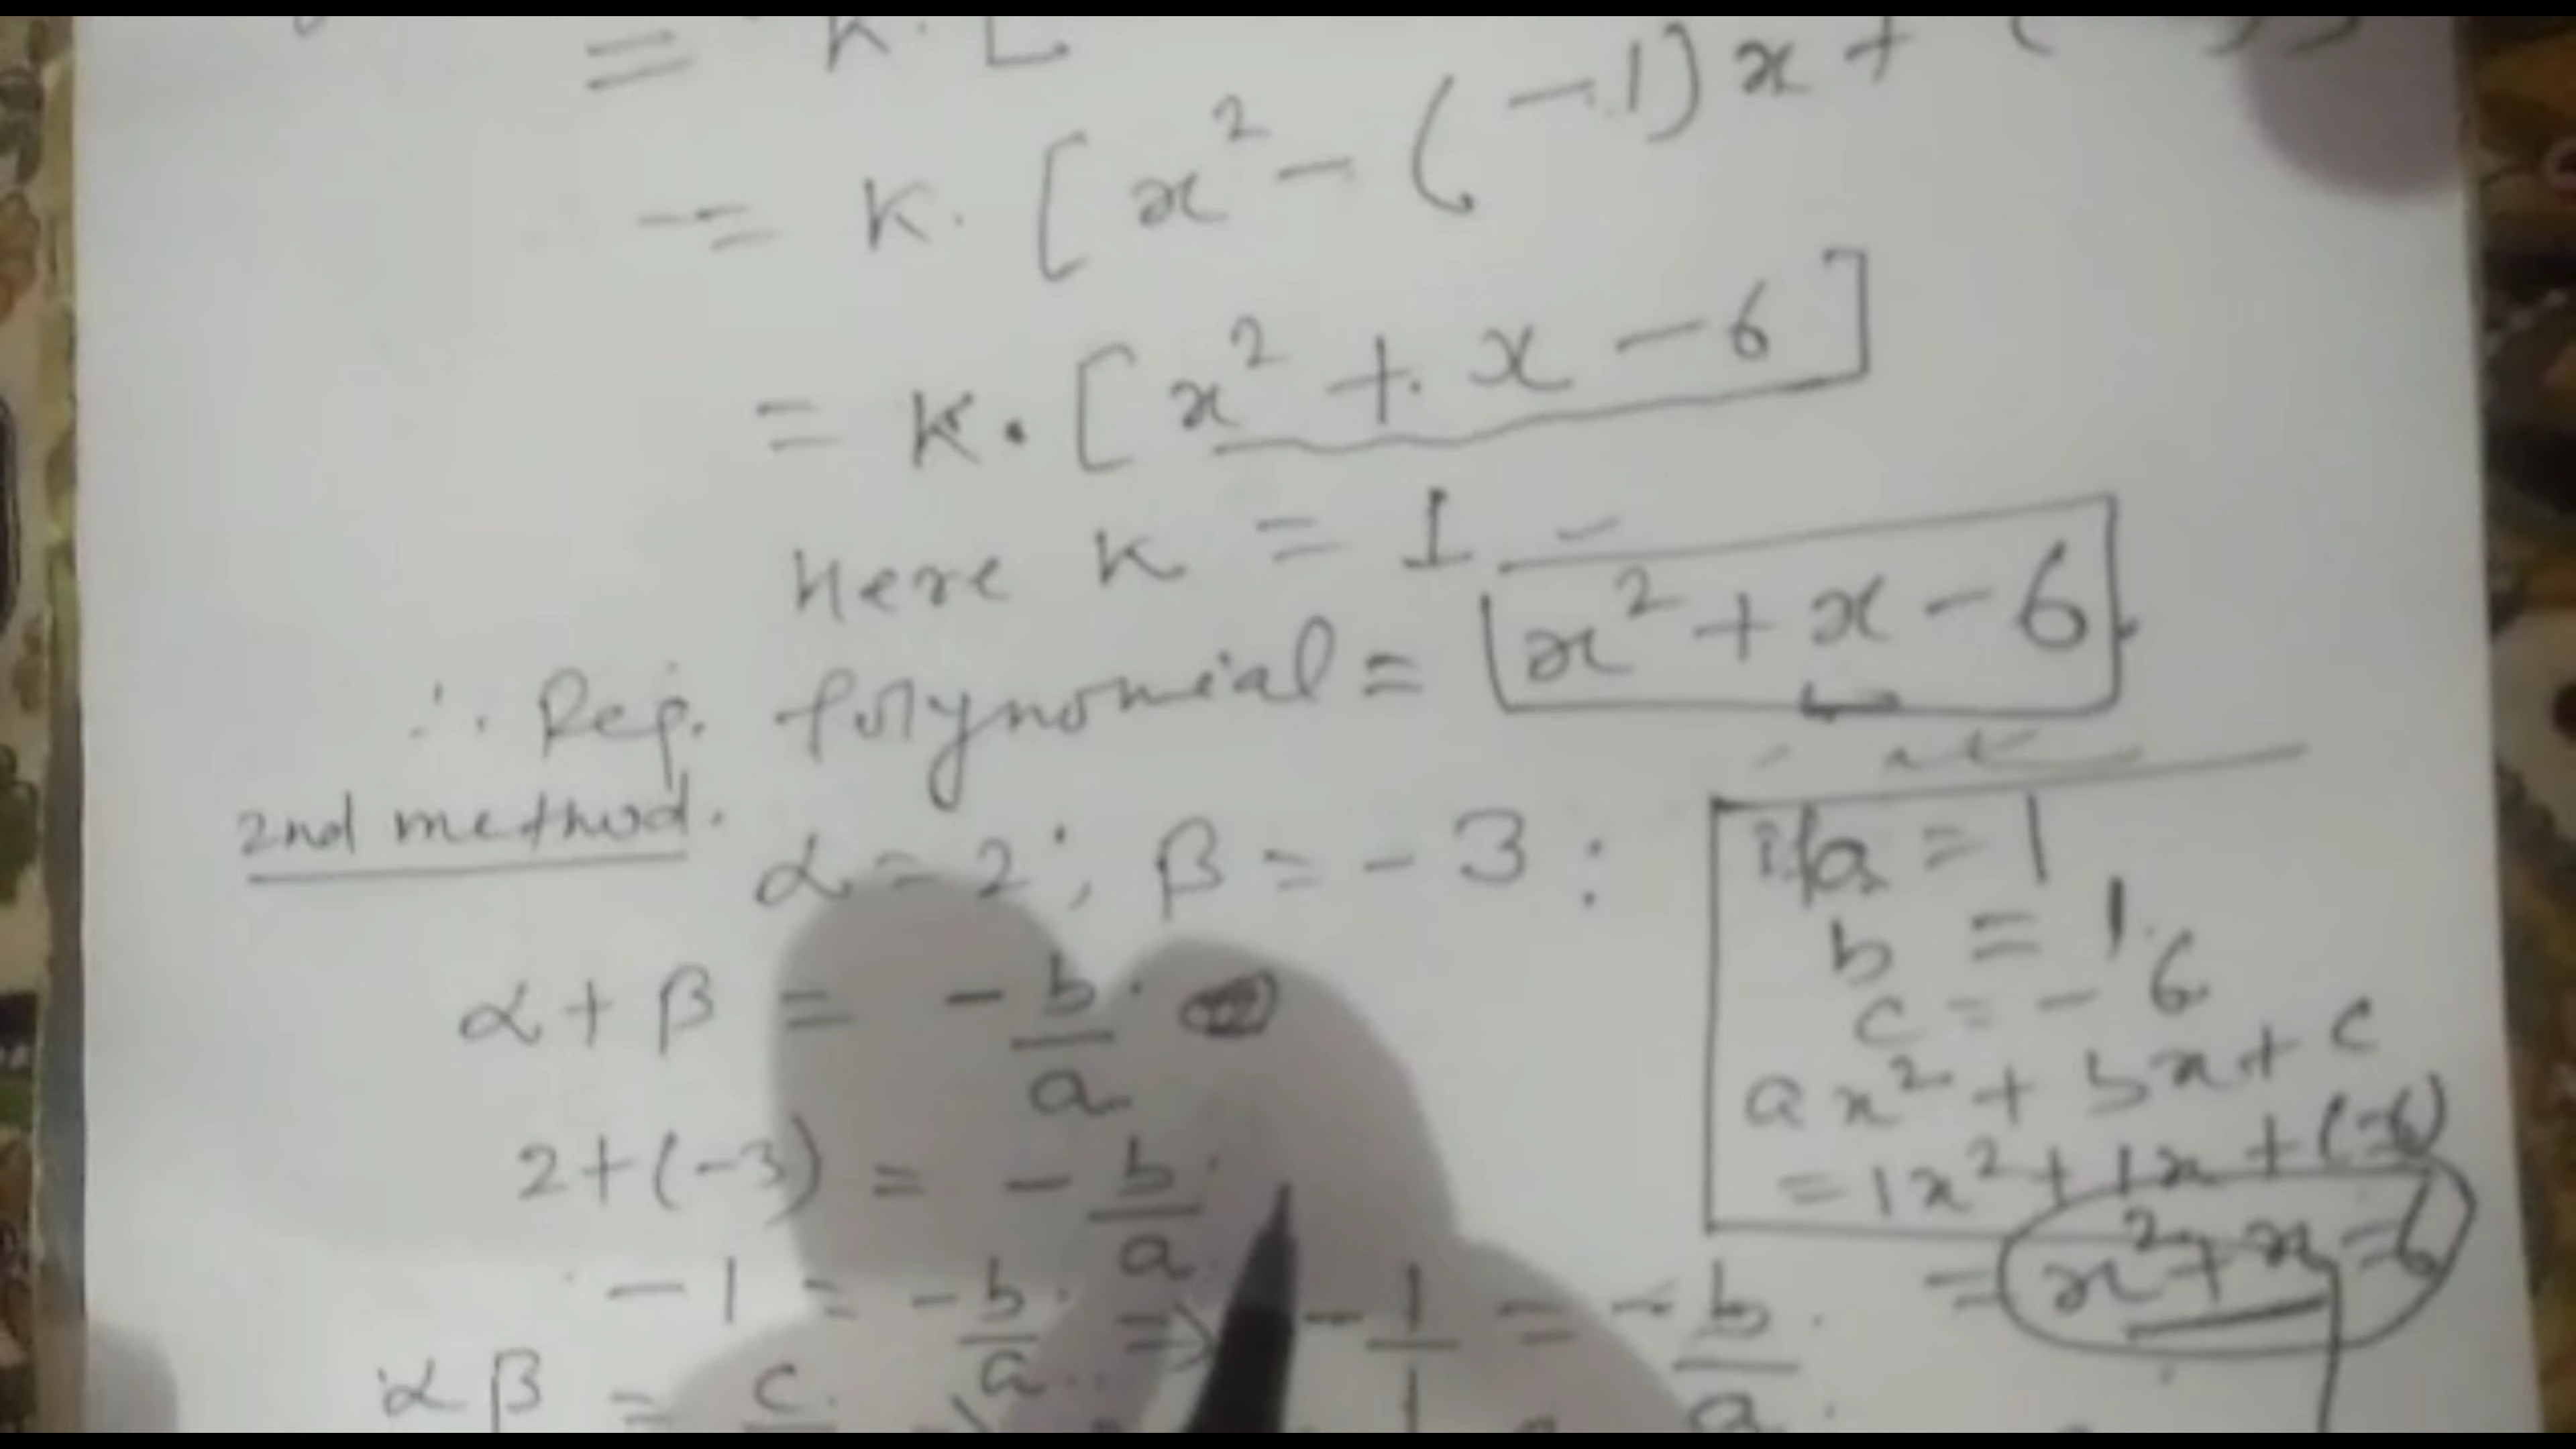 = K. [
= K. [x² - (-1)x + (
= K. [x² + x - 6]
Here K = 1
∴ Req. Polynomial = x² + x - 6
2nd method. α = 2; β = -3:
α + β = -b/a
2+(-3) = -b/a
-1 = -b/a ⇒ -1/1 = -b/a
αβ = c
if a = 1
b = 1
c = -6
ax² + bx + c
= 1x² + 1x + (-6)
= x² + x - 6